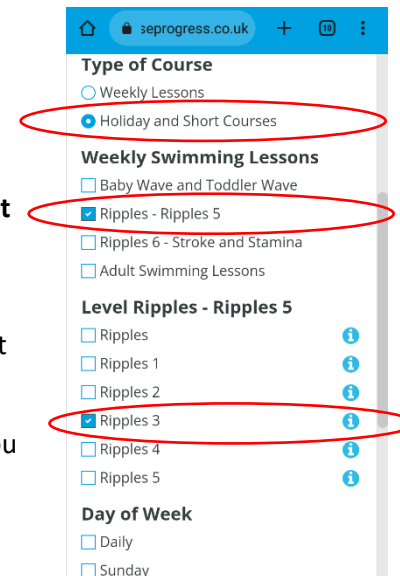 seprogress.co.uk
10
Type of Course
Weekly Lessons
Holiday and Short Courses
Weekly Swimming Lessons
Baby Wave and Toddler Wave
t
Ripples - Ripples 5
Ripples 6 - Stroke and Stamina
Adult Swimming Lessons
Level Ripples - Ripples 5
Ripples
t
Ripples 1
Ripples 2
Ripples 3
ou
Ripples 4
Ripples 5
Day of Week
Daily
Sunday